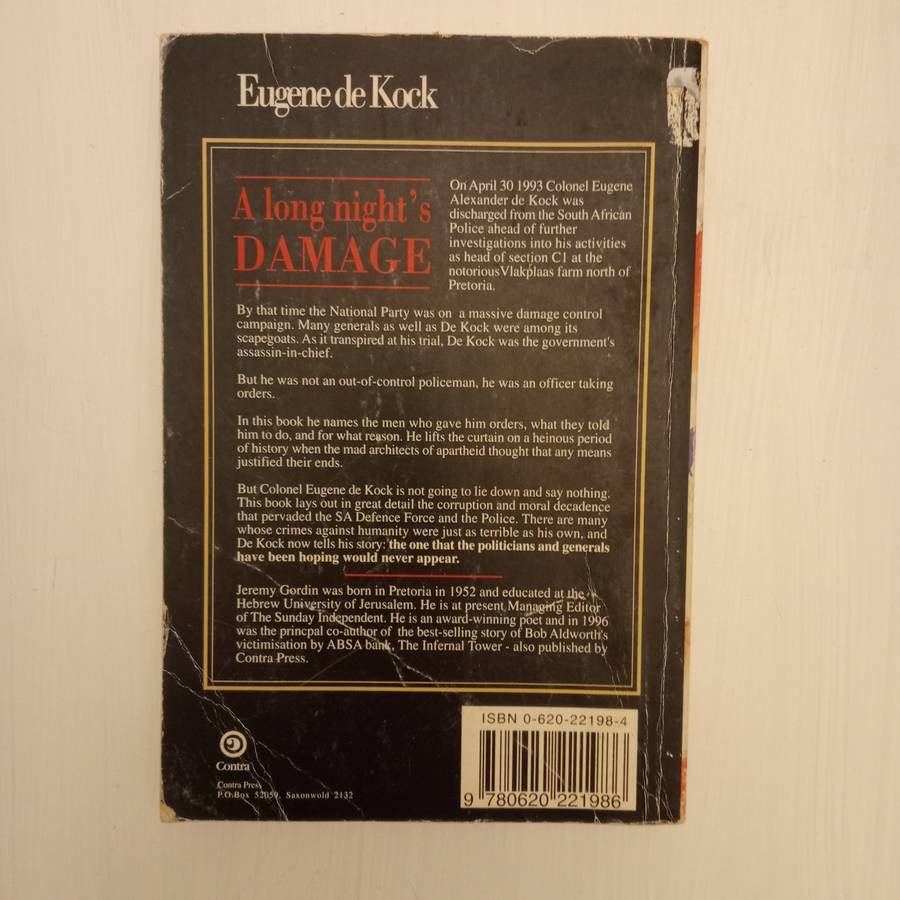 Eugene de Kock
A long night's
DAMAGE
On April 30 1993 Colonel Eugene
Alexander de Kock was
discharged from the South African
Police ahead of further
investigations into his activities
as head of section C1 at the
notorious Vlakplaas farm north of
Pretoria.
By that time the National Party was on a massive damage control
campaign. Many generals as well as De Kock were among its
scapegoats. As it transpired at his trial, De Kock was the government's
assassin-in-chief.
But he was not an out-of-control policeman, he was an officer taking
orders.
In this book he names the men who gave him orders, what they told
him to do, and for what reason. He lifts the curtain on a heinous period
of history when the mad architects of apartheid thought that any means
justified their ends.
But Colonel Eugene de Kock is not going to lie down and say nothing.
This book lays out in great detail the corruption and moral decadence
that pervaded the SA Defence Force and the Police. There are many
whose crimes against humanity were just as terrible as his own, and
De Kock now tells his story: the one that the politicians and generals
have been hoping would never appear.
Jeremy Gordin was born in Pretoria in 1952 and educated at the
Hebrew University of Jerusalem. He is at present Managing Editor
of The Sunday Independent. He is an award-winning poet and in 1996
was the princpal co-author of the best-selling story of Bob Aldworth's
victimisation by ABSA bank, The Infernal Tower - also published by
Contra Press.
Contra
Contra Press
P.O.Box 52059, Saxonwold 2132
ISBN 0-620-22198-4
9 780620 221986